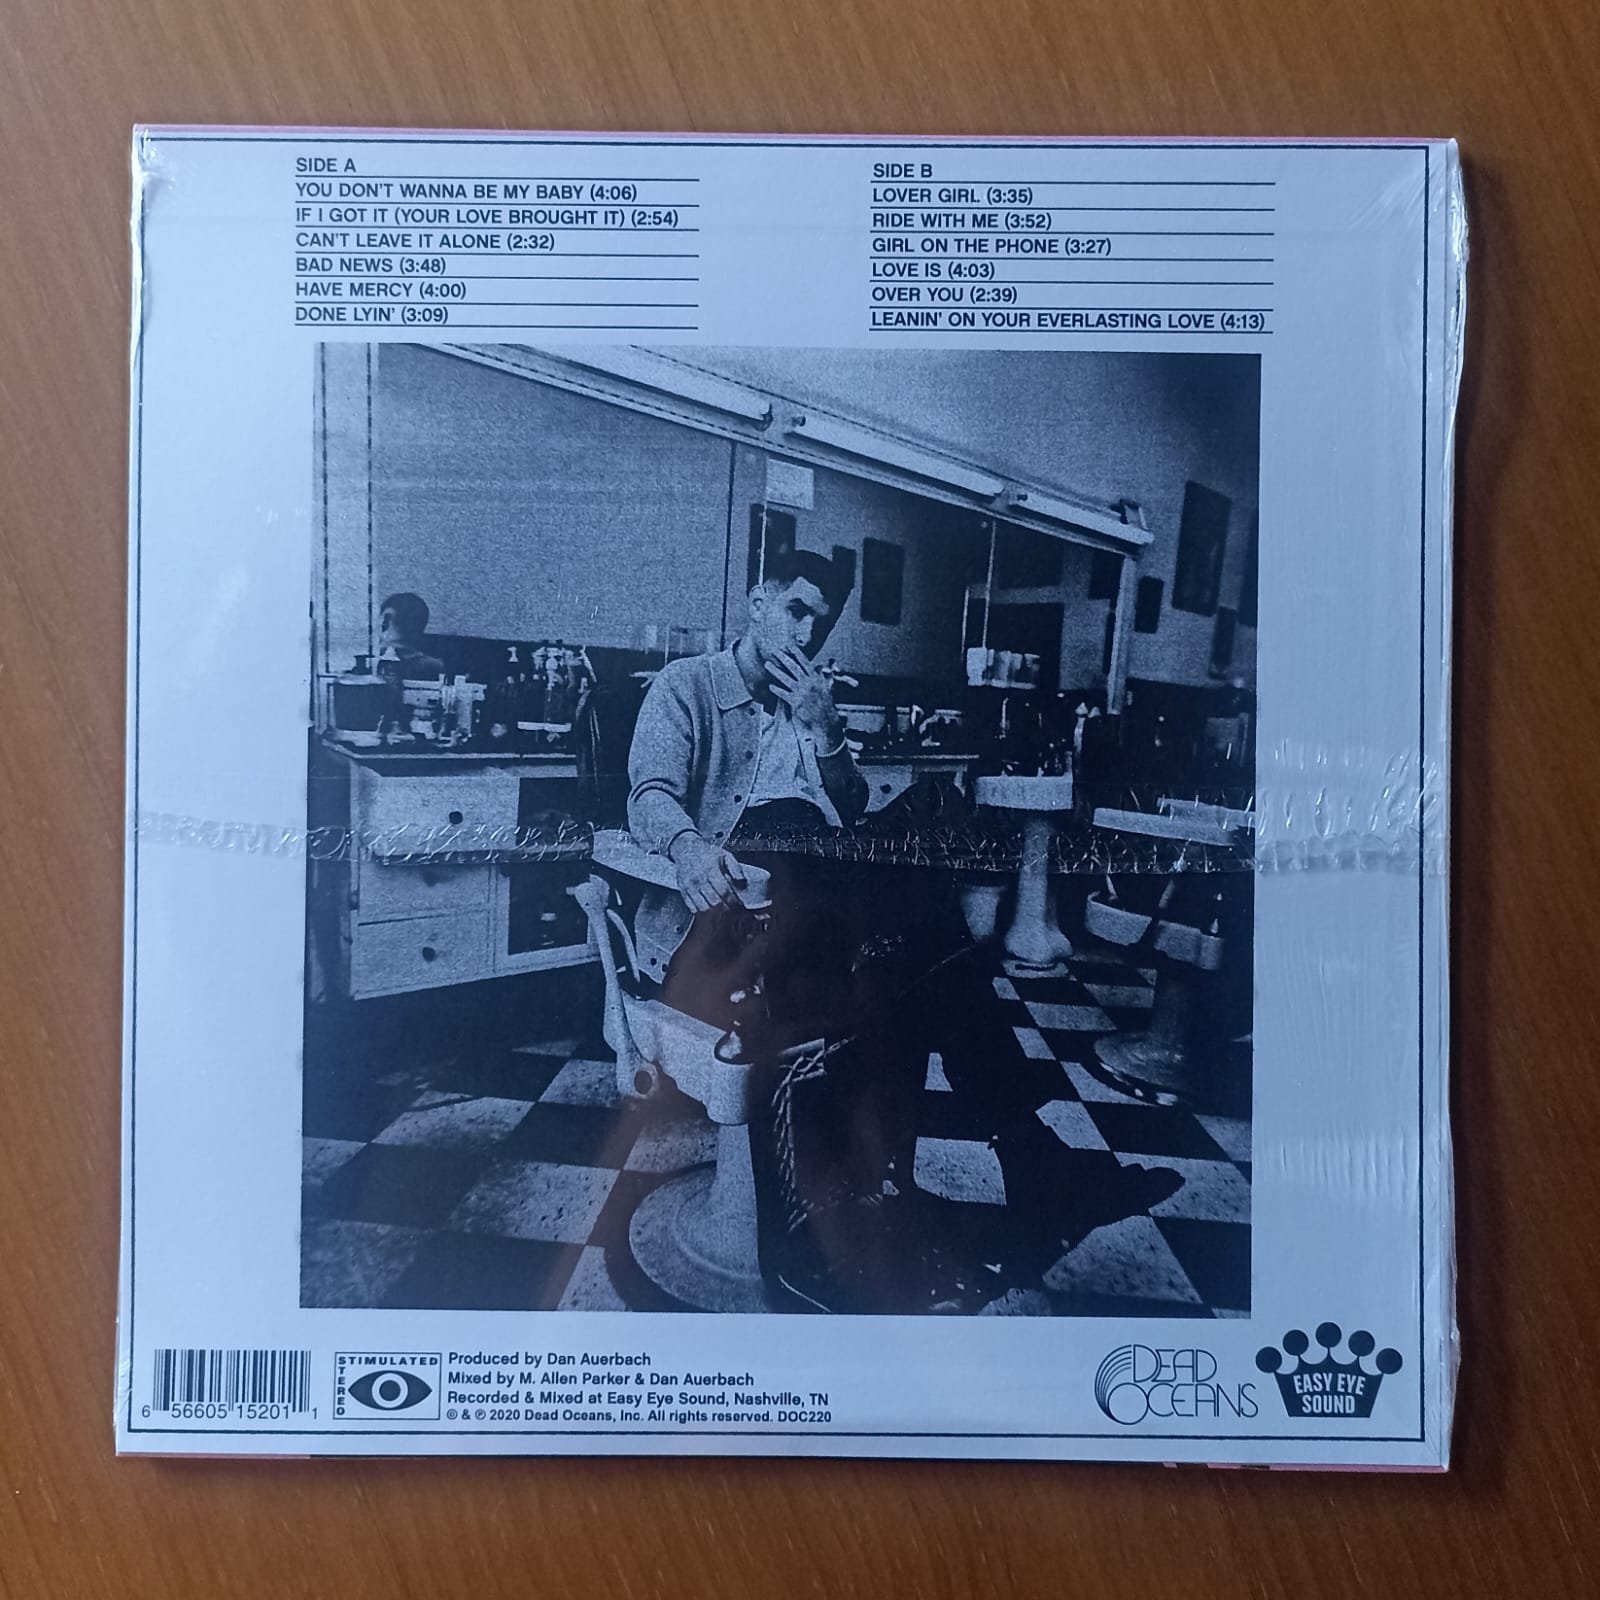 SIDE A
YOU DON'T WANNA BE MY BABY (4:06)
IF I GOT IT (YOUR LOVE BROUGHT IT) (2:54)
CAN'T LEAVE IT ALONE (2:32)
BAD NEWS (3:48)
HAVE MERCY (4:00)
DONE LYIN' (3:09)
SIDE B
LOVER GIRL (3:35)
RIDE WITH ME (3:52)
GIRL ON THE PHONE (3:27)
LOVE IS (4:03)
OVER YOU (2:39)
LEANIN' ON YOUR EVERLASTING LOVE (4:13)
6 56605 15201 1
STIMULATED
STEREO
Produced by Dan Auerbach
Mixed by M. Allen Parker & Dan Auerbach
Recorded & Mixed at Easy Eye Sound, Nashville, TN
© & ℗ 2020 Dead Oceans, Inc. All rights reserved. DOC220
DEAD
OCEANS
EASY EYE
SOUND